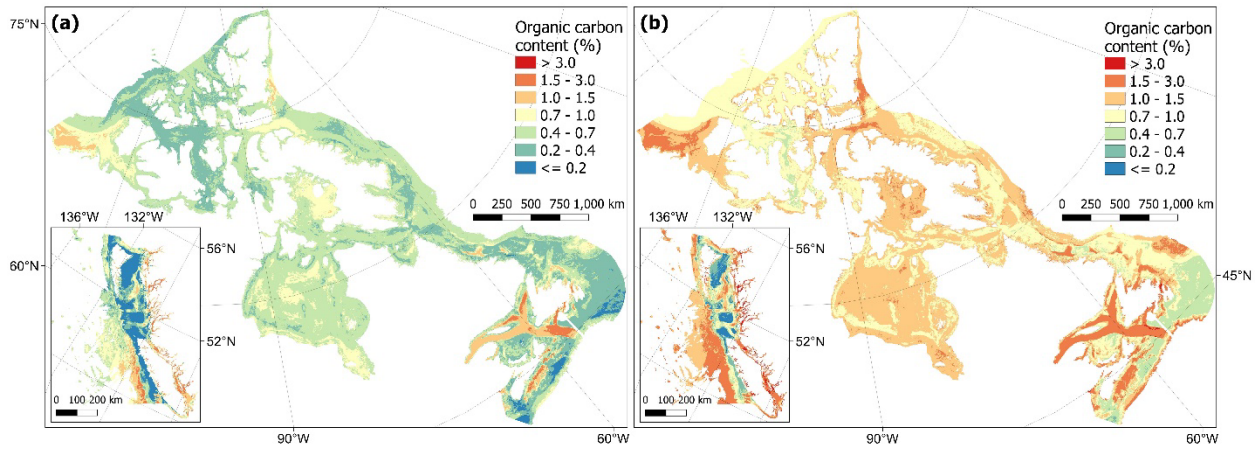 (a)
75°N
Organic carbon
content (%)
> 3.0
1.5 - 3.0
1.0 - 1.5
0.7 - 1.0
0.4 - 0.7
0.2 - 0.4
<= 0.2
0 250 500 750 1,000 km
136°W
132°W
56°N
52°N
60°N
0 100 200 km
90°W
60°W
(b)
Organic carbon
content (%)
> 3.0
1.5 - 3.0
1.0 - 1.5
0.7 - 1.0
0.4 - 0.7
0.2 - 0.4
<= 0.2
0 250 500 750 1,000 km
136°W
132°W
56°N
52°N
45°N
0 100 200 km
90°W
60°W